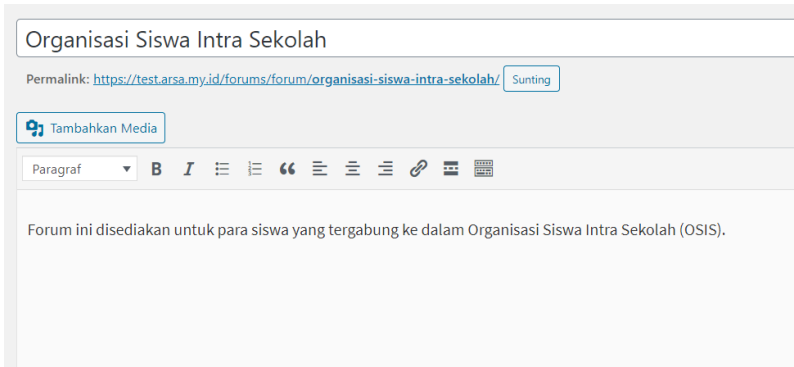 Organisasi Siswa Intra Sekolah
Permalink: https://test.arsa.my.id/forums/forum/organisasi-siswa-intra-sekolah/ Sunting
Tambahkan Media
Paragraf B I
Forum ini disediakan untuk para siswa yang tergabung ke dalam Organisasi Siswa Intra Sekolah (OSIS).